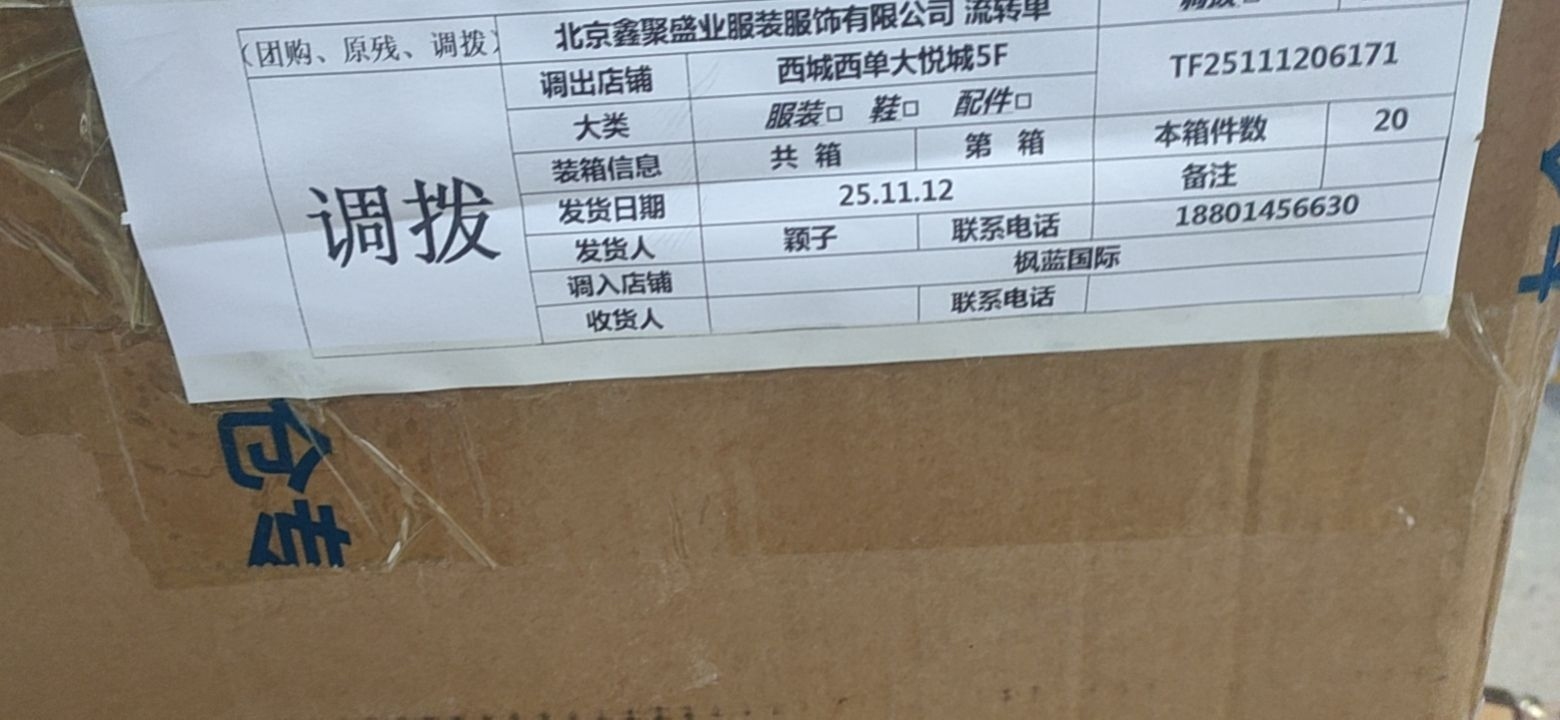 (团购、原残、调拨)
北京鑫聚盛业服装服饰有限公司 流转单
调拨
调出店铺 西城西单大悦城5F TF25111206171
大类 服装□ 鞋□ 配件□
装箱信息 共 箱 第 箱 本箱件数 20
发货日期 25.11.12 备注
发货人 颖子 联系电话 18801456630
调入店铺 枫蓝国际
收货人 联系电话
仓